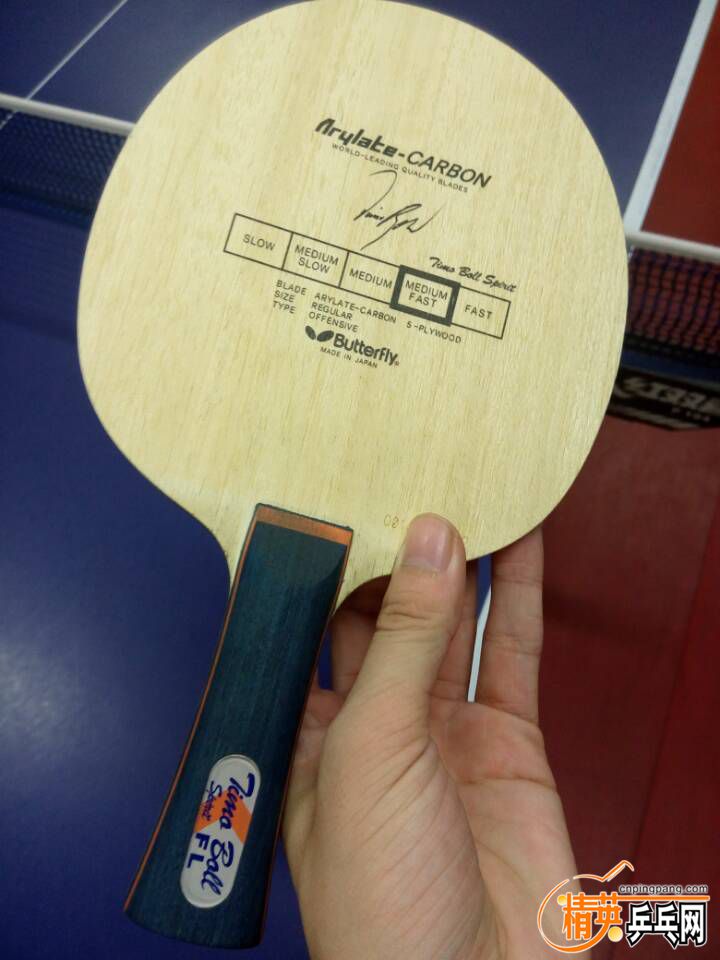 Arylate-CARBON
WORLD-LEADING QUALITY BLADES
Timo Boll Spirit
SLOW
MEDIUM SLOW
MEDIUM
MEDIUM FAST
FAST
BLADE ARYLATE-CARBON 5-PLYWOOD
SIZE REGULAR
TYPE OFFENSIVE
Butterfly®
MADE IN JAPAN
Timo Boll
Spirit
FL
cnpingpang.com
精英乒乓网